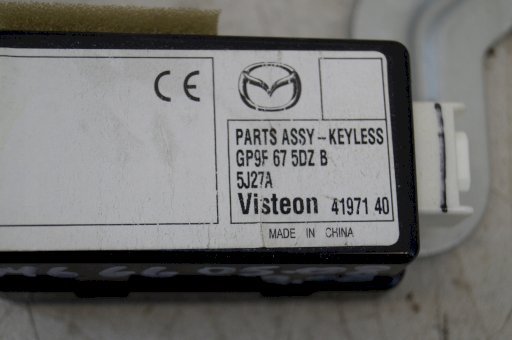 CE
PARTS ASSY-KEYLESS
GP9F 67 5DZ B
5J27A
Visteon 41971 40
MADE IN CHINA